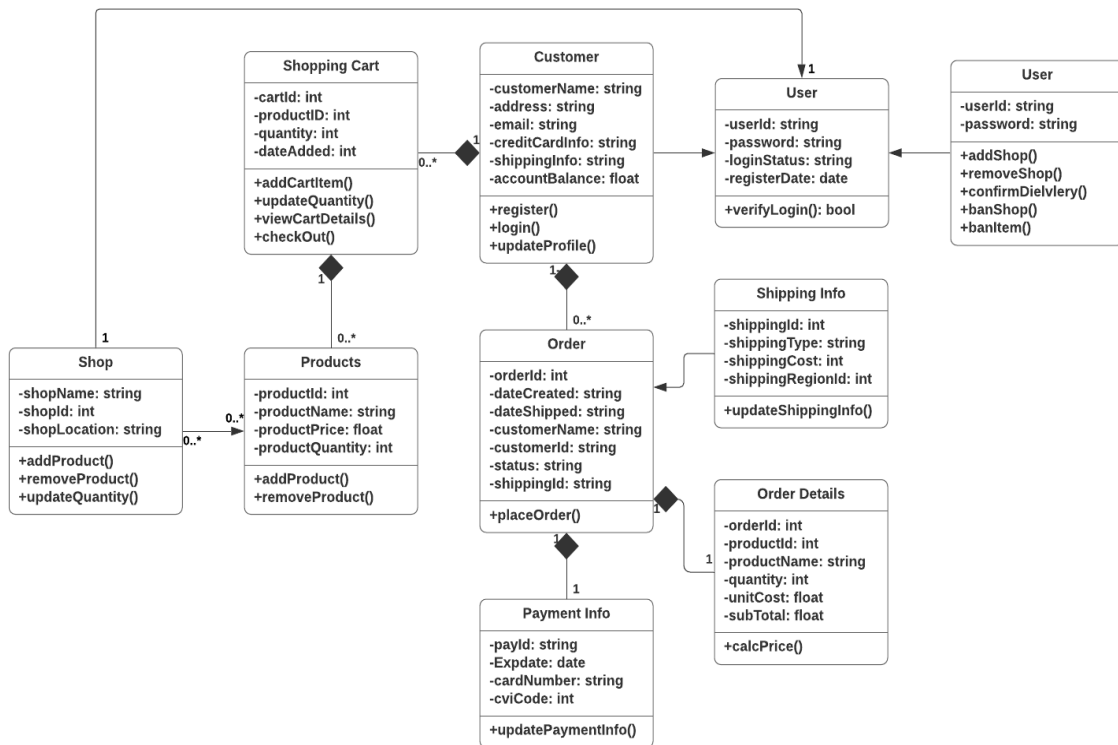 Shopping Cart
-cartId: int
-productID: int
-quantity: int
-dateAdded: int
+addCartItem()
+updateQuantity()
+viewCartDetails()
+checkOut()
Customer
-customerName: string
-address: string
-email: string
-creditCardInfo: string
-shippingInfo: string
-accountBalance: float
+register()
+login()
+updateProfile()
User
-userId: string
-password: string
-loginStatus: string
-registerDate: date
+verifyLogin(): bool
User
-userId: string
-password: string
+addShop()
+removeShop()
+confirmDielvlery()
+banShop()
+banItem()
1
0..*
1
1
0..*
1
0..*
1
Shop
-shopName: string
-shopId: int
-shopLocation: string
+addProduct()
+removeProduct()
+updateQuantity()
0..*
0..*
Products
-productId: int
-productName: string
-productPrice: float
-productQuantity: int
+addProduct()
+removeProduct()
Order
-orderId: int
-dateCreated: string
-dateShipped: string
-customerName: string
-customerId: string
-status: string
-shippingId: string
+placeOrder()
Shipping Info
-shippingId: int
-shippingType: string
-shippingCost: int
-shippingRegionId: int
+updateShippingInfo()
1
1
Order Details
-orderId: int
-productId: int
-productName: string
-quantity: int
-unitCost: float
-subTotal: float
+calcPrice()
1
1
Payment Info
-payId: string
-Expdate: date
-cardNumber: string
-cviCode: int
+updatePaymentInfo()